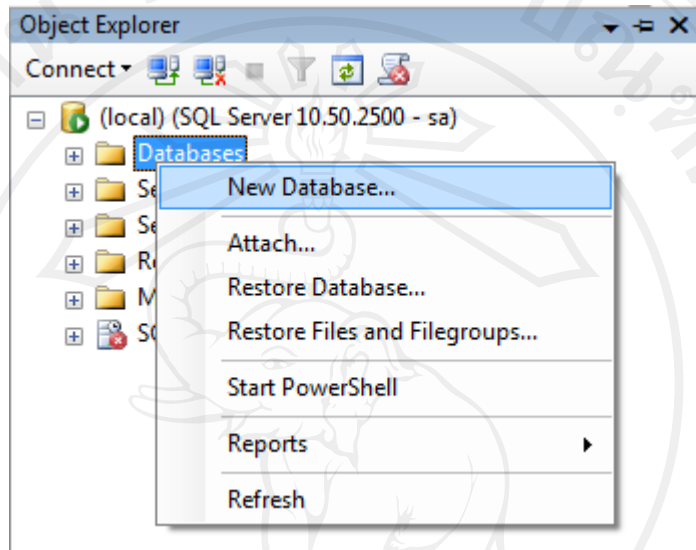 Object Explorer
Connect
(local) (SQL Server 10.50.2500 - sa)
Databases
New Database...
Attach...
Restore Database...
Restore Files and Filegroups...
Start PowerShell
Reports
Refresh